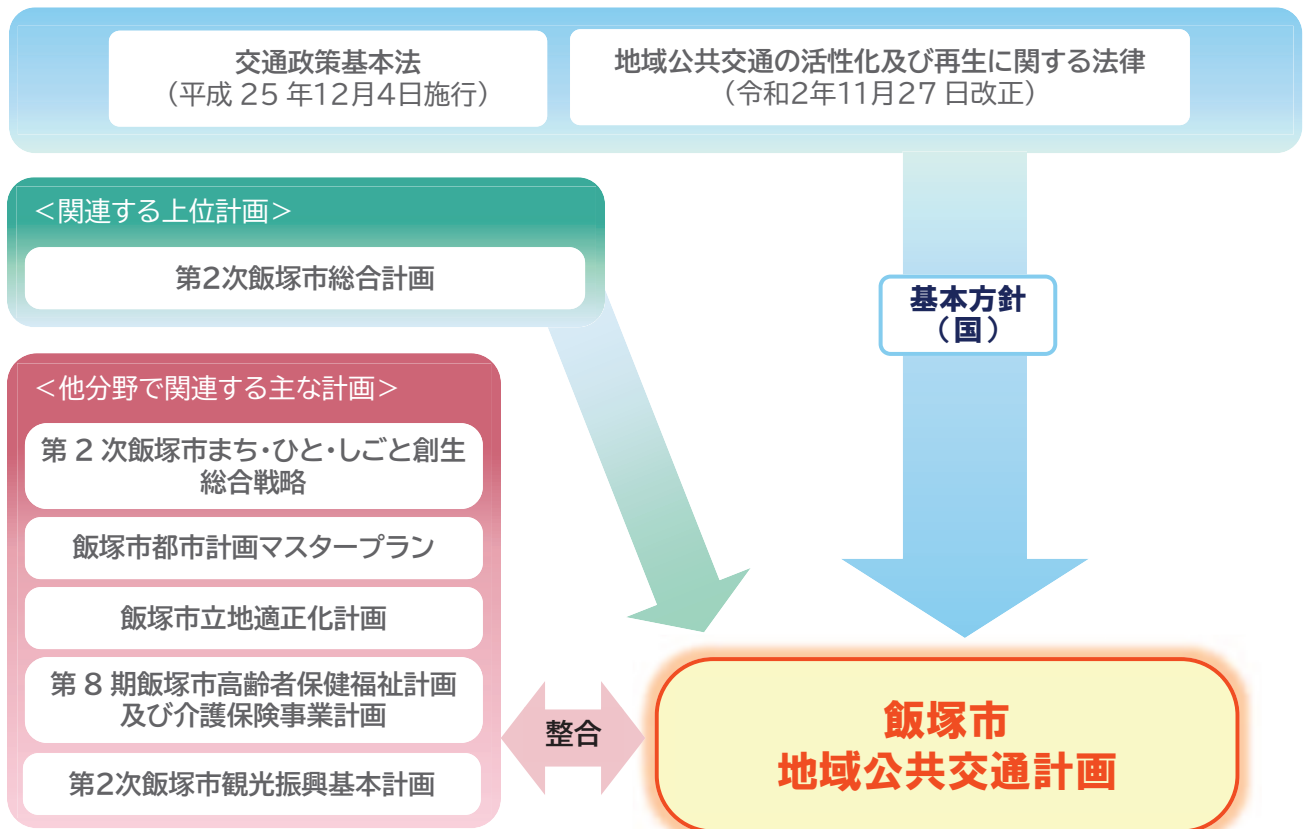 交通政策基本法
（平成 25 年12月4日施行）
地域公共交通の活性化及び再生に関する法律
（令和2年11月27 日改正）
＜関連する上位計画＞
第2次飯塚市総合計画
基本方針
（国）
＜他分野で関連する主な計画＞
第 2 次飯塚市まち・ひと・しごと創生
総合戦略
飯塚市都市計画マスタープラン
飯塚市立地適正化計画
第 8 期飯塚市高齢者保健福祉計画
及び介護保険事業計画
第2次飯塚市観光振興基本計画
整合
飯塚市
地域公共交通計画